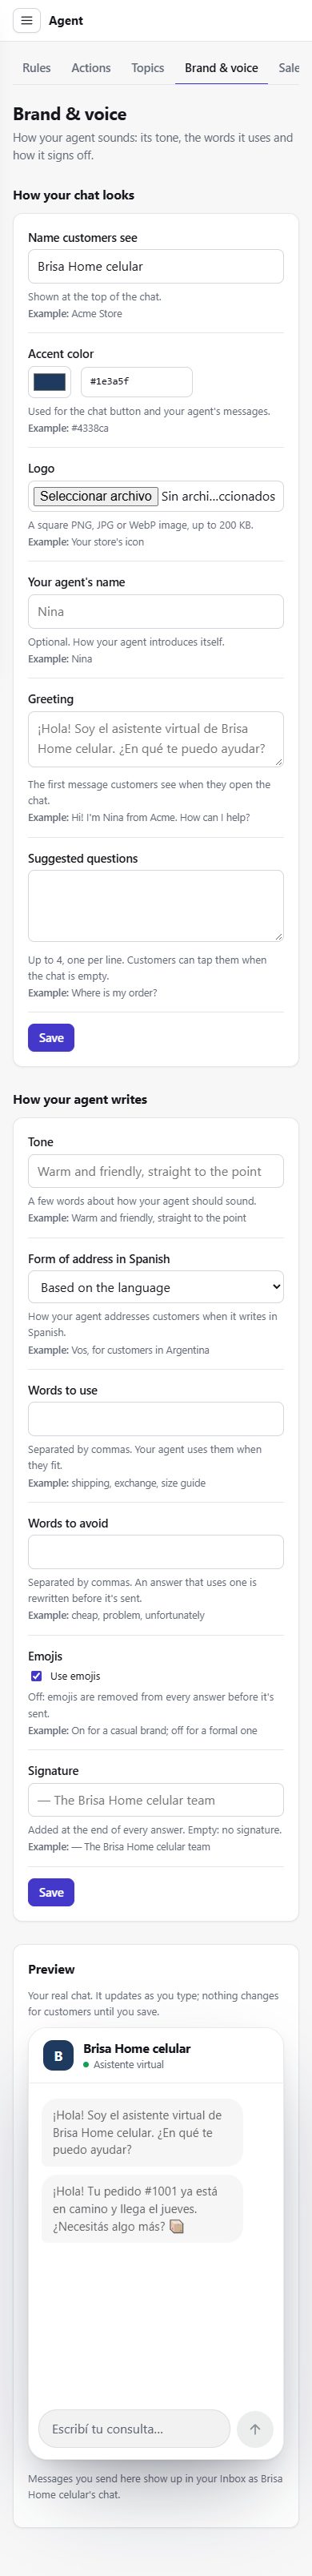 Agent
Rules Actions Topics Brand & voice Sale
Brand & voice
How your agent sounds: its tone, the words it uses and
how it signs off.
How your chat looks
Name customers see
Brisa Home celular
Shown at the top of the chat.
Example: Acme Store
Accent color
#1e3a5f
Used for the chat button and your agent's messages.
Example: #4338ca
Logo
Seleccionar archivo Sin archi...ccionados
A square PNG, JPG or WebP image, up to 200 KB.
Example: Your store's icon
Your agent's name
Nina
Optional. How your agent introduces itself.
Example: Nina
Greeting
¡Hola! Soy el asistente virtual de Brisa
Home celular. ¿En qué te puedo ayudar?
The first message customers see when they open the
chat.
Example: Hi! I'm Nina from Acme. How can I help?
Suggested questions
Up to 4, one per line. Customers can tap them when
the chat is empty.
Example: Where is my order?
Save
How your agent writes
Tone
Warm and friendly, straight to the point
A few words about how your agent should sound.
Example: Warm and friendly, straight to the point
Form of address in Spanish
Based on the language
How your agent addresses customers when it writes in
Spanish.
Example: Vos, for customers in Argentina
Words to use
Separated by commas. Your agent uses them when
they fit.
Example: shipping, exchange, size guide
Words to avoid
Separated by commas. An answer that uses one is
rewritten before it's sent.
Example: cheap, problem, unfortunately
Emojis
Use emojis
Off: emojis are removed from every answer before it's
sent.
Example: On for a casual brand; off for a formal one
Signature
— The Brisa Home celular team
Added at the end of every answer. Empty: no signature.
Example: — The Brisa Home celular team
Save
Preview
Your real chat. It updates as you type; nothing changes
for customers until you save.
B
Brisa Home celular
Asistente virtual
¡Hola! Soy el asistente virtual de
Brisa Home celular. ¿En qué te
puedo ayudar?
¡Hola! Tu pedido #1001 ya está
en camino y llega el jueves.
¿Necesitás algo más? 📦
Escribí tu consulta...
Messages you send here show up in your Inbox as Brisa
Home celular's chat.